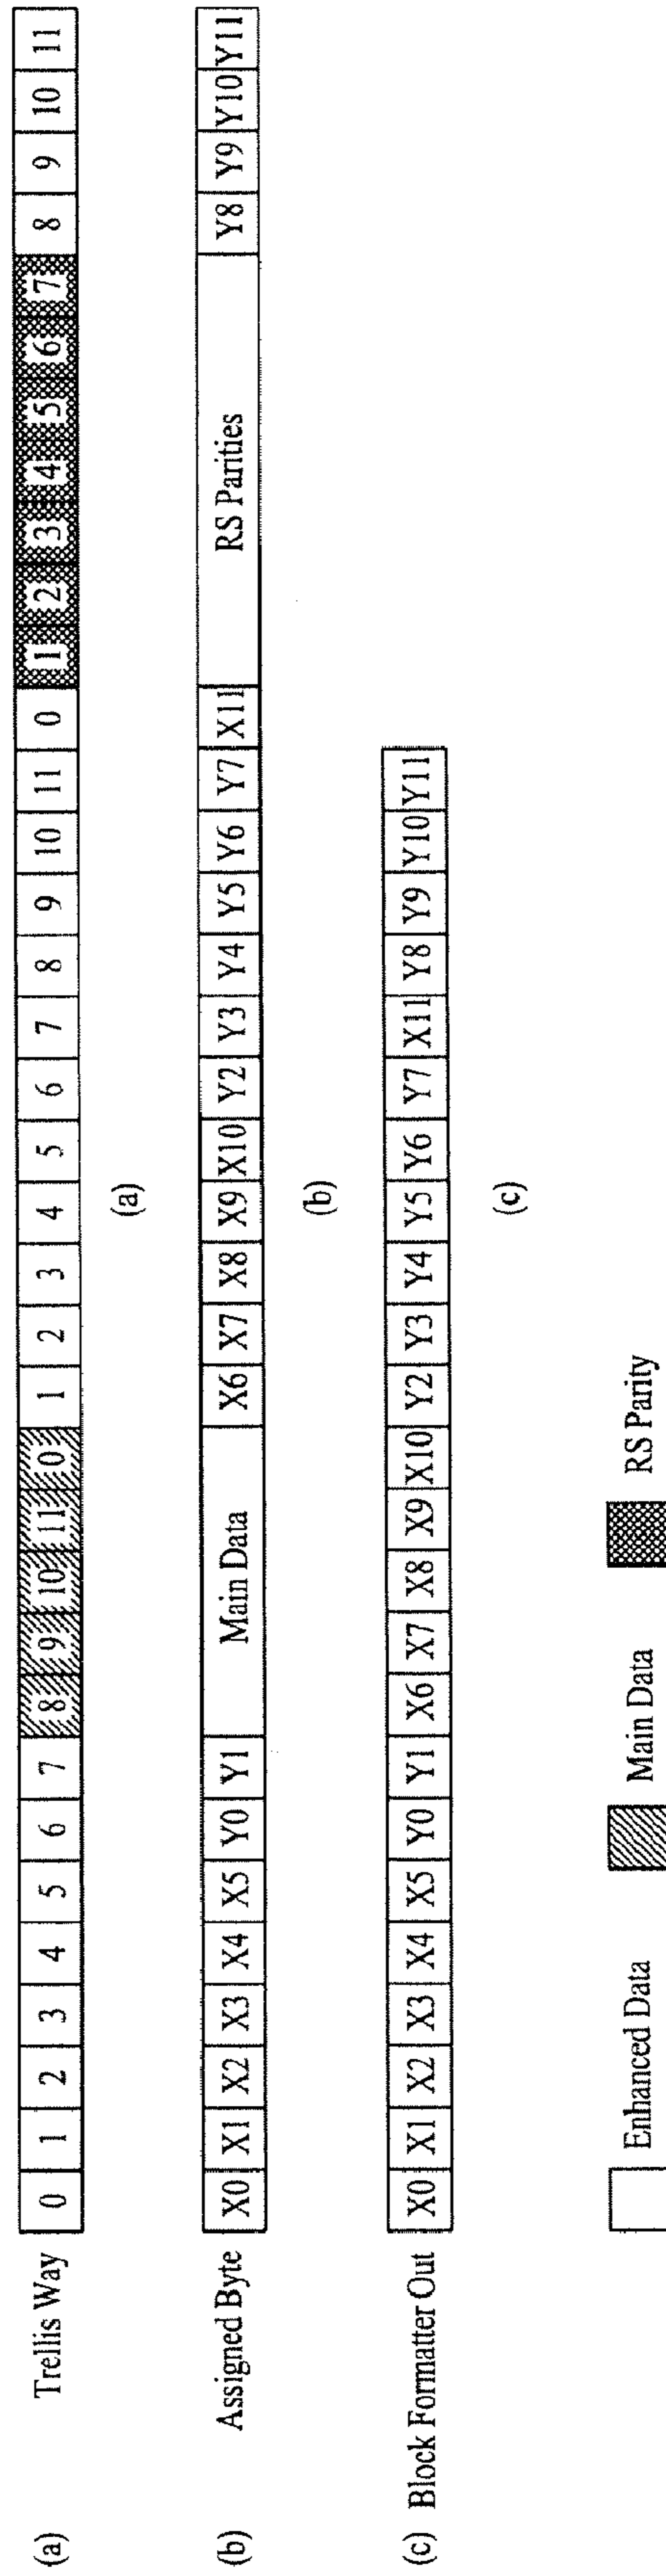 (a) Trellis Way 0 1 2 3 4 5 6 7 8 9 10 11 0 1 2 3 4 5 6 7 8 9 10 11 0 1 2 3 4 5 6 7 8 9 10 11
(a)
(b) Assigned Byte X0 X1 X2 X3 X4 X5 Y0 Y1 Main Data X6 X7 X8 X9 X10 Y2 Y3 Y4 Y5 Y6 Y7 X11 RS Parities Y8 Y9 Y10 Y11
(b)
(c) Block Formatter Out X0 X1 X2 X3 X4 X5 Y0 Y1 X6 X7 X8 X9 X10 Y2 Y3 Y4 Y5 Y6 Y7 X11 Y8 Y9 Y10 Y11
(c)
Enhanced Data Main Data RS Parity